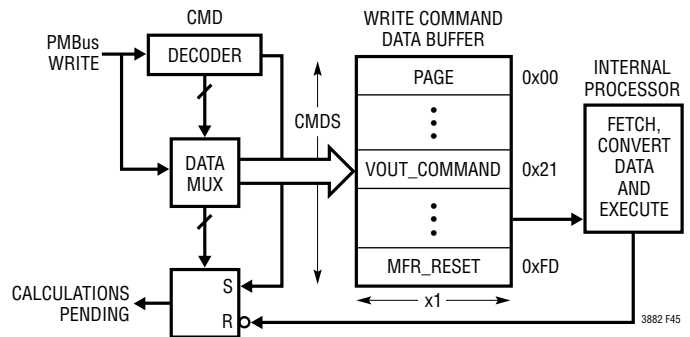 CMD
PMBus
WRITE
DECODER
DATA
MUX
S
R
CALCULATIONS
PENDING
CMDS
WRITE COMMAND
DATA BUFFER
PAGE
0x00
VOUT_COMMAND
0x21
MFR_RESET
0xFD
x1
INTERNAL
PROCESSOR
FETCH,
CONVERT
DATA
AND
EXECUTE
3882 F45